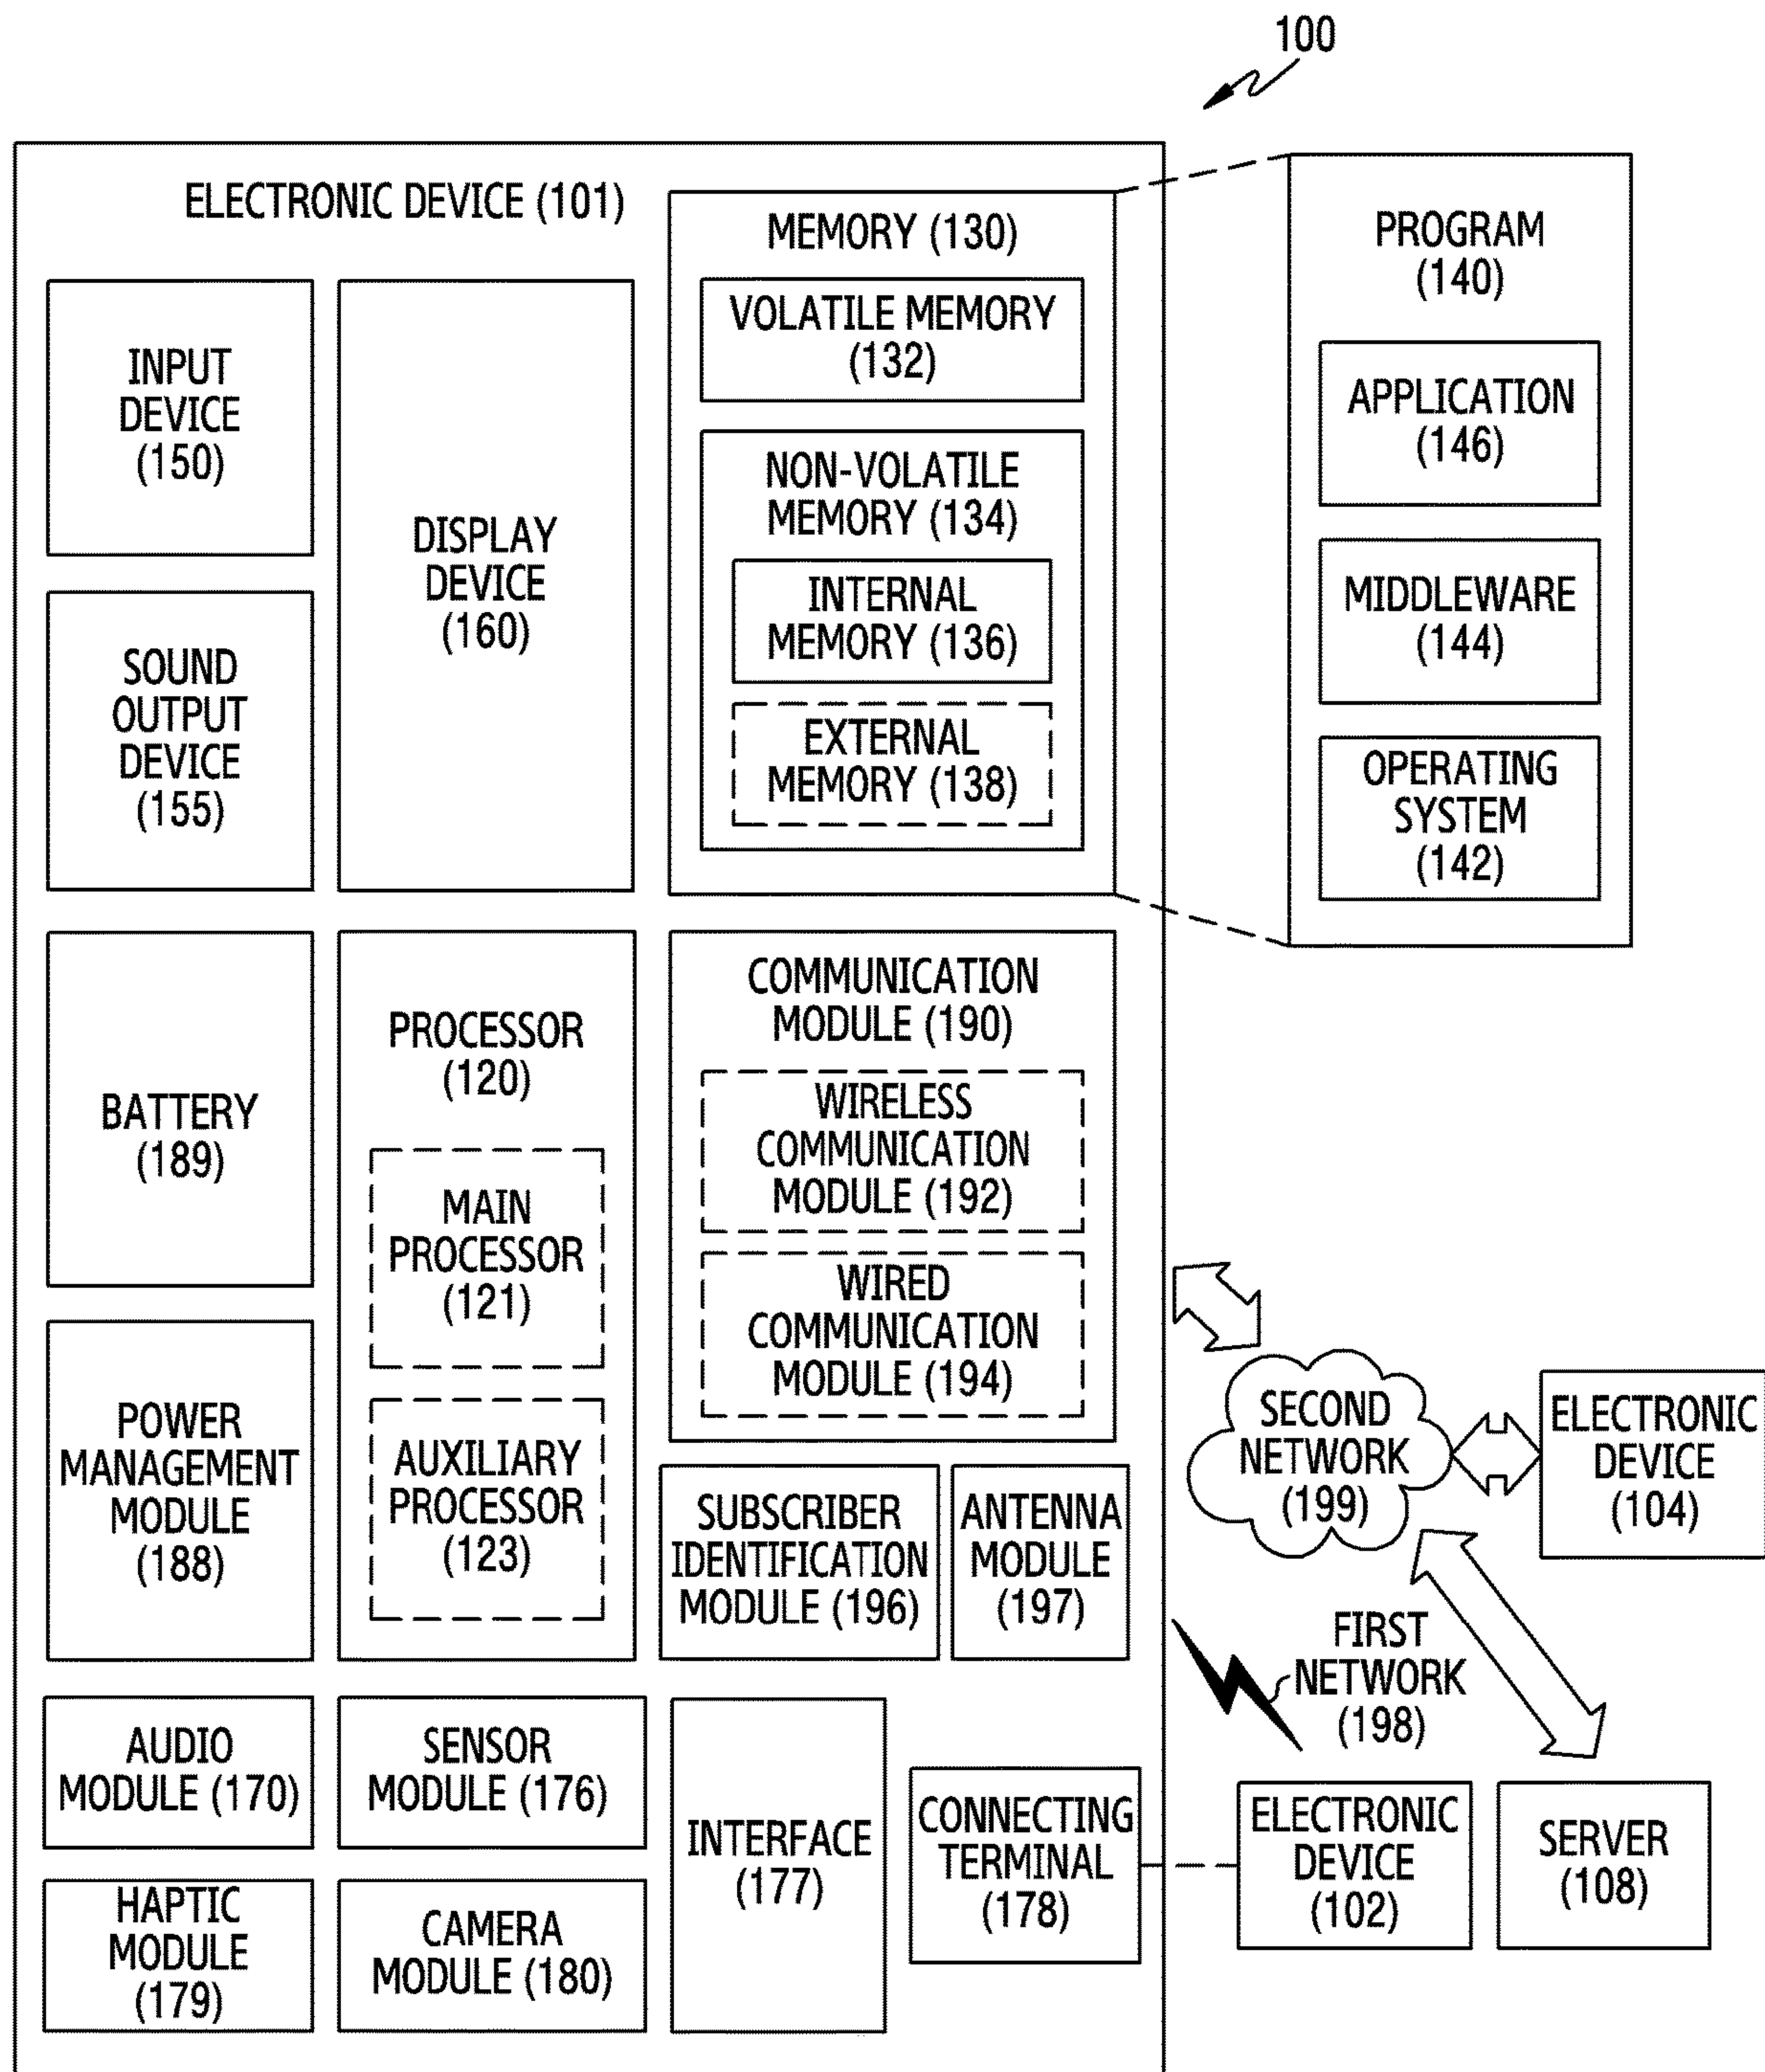 100
ELECTRONIC DEVICE (101)
INPUT
DEVICE
(150)
DISPLAY
DEVICE
(160)
SOUND
OUTPUT
DEVICE
(155)
MEMORY (130)
VOLATILE MEMORY
(132)
NON-VOLATILE
MEMORY (134)
INTERNAL
MEMORY (136)
EXTERNAL
MEMORY (138)
PROGRAM
(140)
APPLICATION
(146)
MIDDLEWARE
(144)
OPERATING
SYSTEM
(142)
BATTERY
(189)
PROCESSOR
(120)
MAIN
PROCESSOR
(121)
AUXILIARY
PROCESSOR
(123)
COMMUNICATION
MODULE (190)
WIRELESS
COMMUNICATION
MODULE (192)
WIRED
COMMUNICATION
MODULE (194)
POWER
MANAGEMENT
MODULE
(188)
SUBSCRIBER
IDENTIFICATION
MODULE (196)
ANTENNA
MODULE
(197)
SECOND
NETWORK
(199)
ELECTRONIC
DEVICE
(104)
FIRST
NETWORK
(198)
AUDIO
MODULE (170)
SENSOR
MODULE (176)
INTERFACE
(177)
CONNECTING
TERMINAL
(178)
ELECTRONIC
DEVICE
(102)
SERVER
(108)
HAPTIC
MODULE
(179)
CAMERA
MODULE (180)